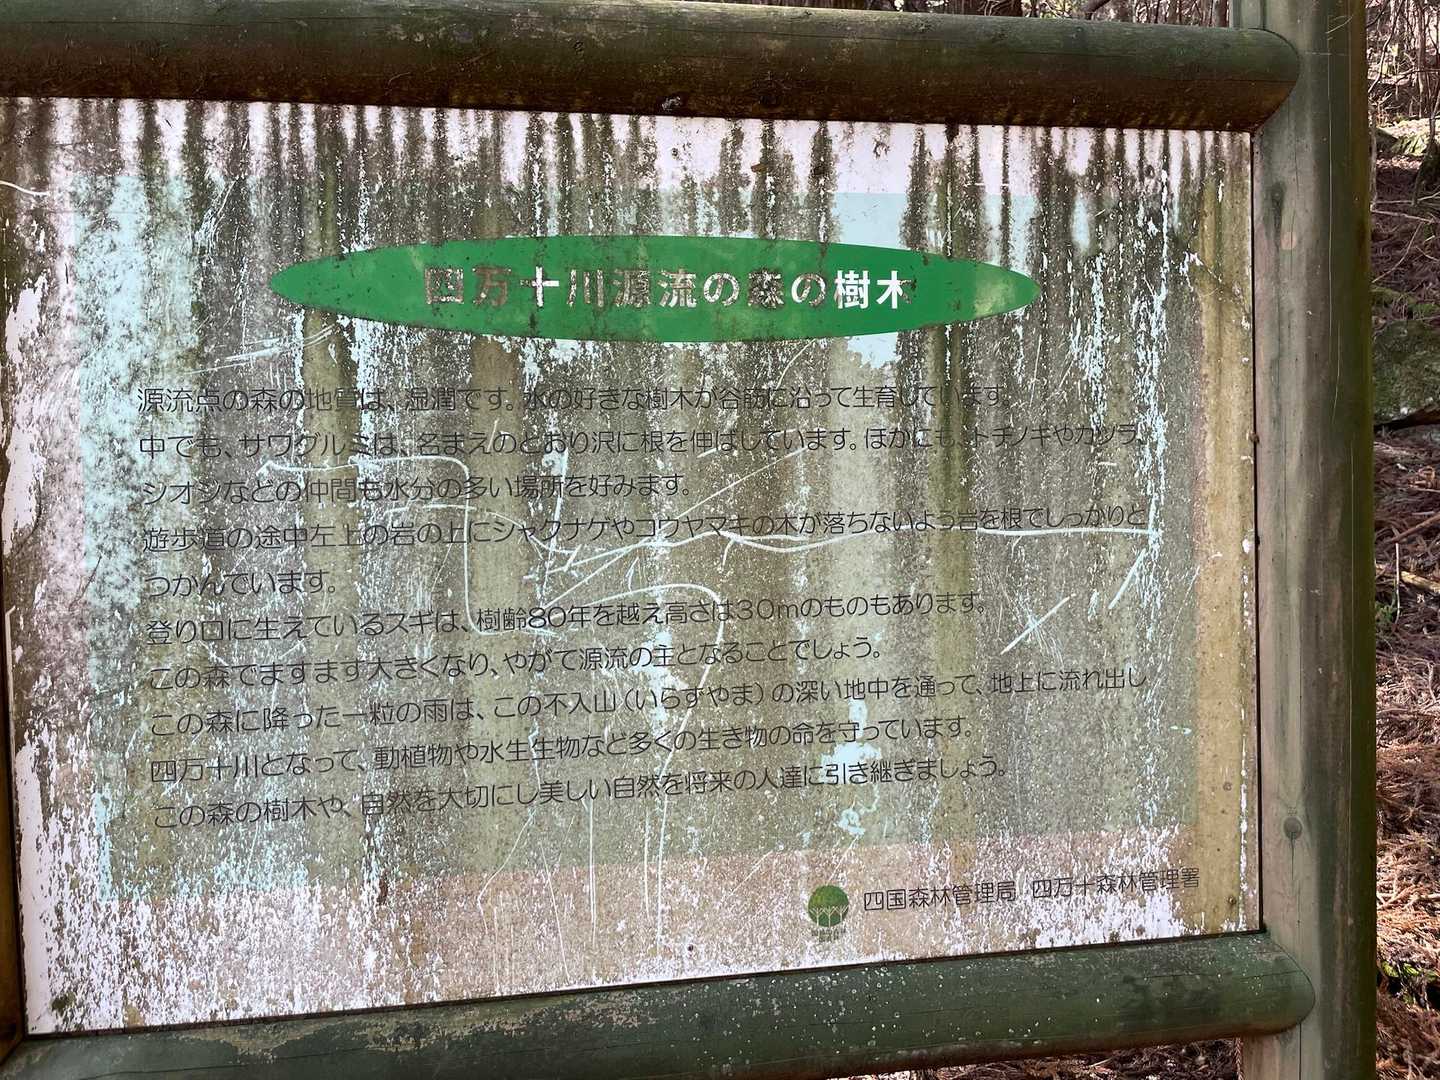 四万十川源流の森の樹木
源流点の森の地質は、湿潤です。水の好きな樹木が谷筋に沿って生育しています。
中でも、サワグルミは、名まえのとおり沢に根を伸ばしています。ほかにも、トチノキやカツラ、
シオジなどの仲間も水分の多い場所を好みます。
遊歩道の途中左上の岩の上にシャクナゲやコウヤマキの木が落ちないよう岩を根でしっかりと
つかんでいます。
登り口に生えているスギは、樹齢80年を越え高さは30mのものもあります。
この森でますます大きくなり、やがて源流の主となることでしょう。
この森に降った一粒の雨は、この不入山（いらずやま）の深い地中を通って、地上に流れ出し
四万十川となって、動植物や水生生物など多くの生き物の命を守っています。
この森の樹木や、自然を大切にし美しい自然を将来の人達に引き継ぎましょう。
四国森林管理局 四万十森林管理署